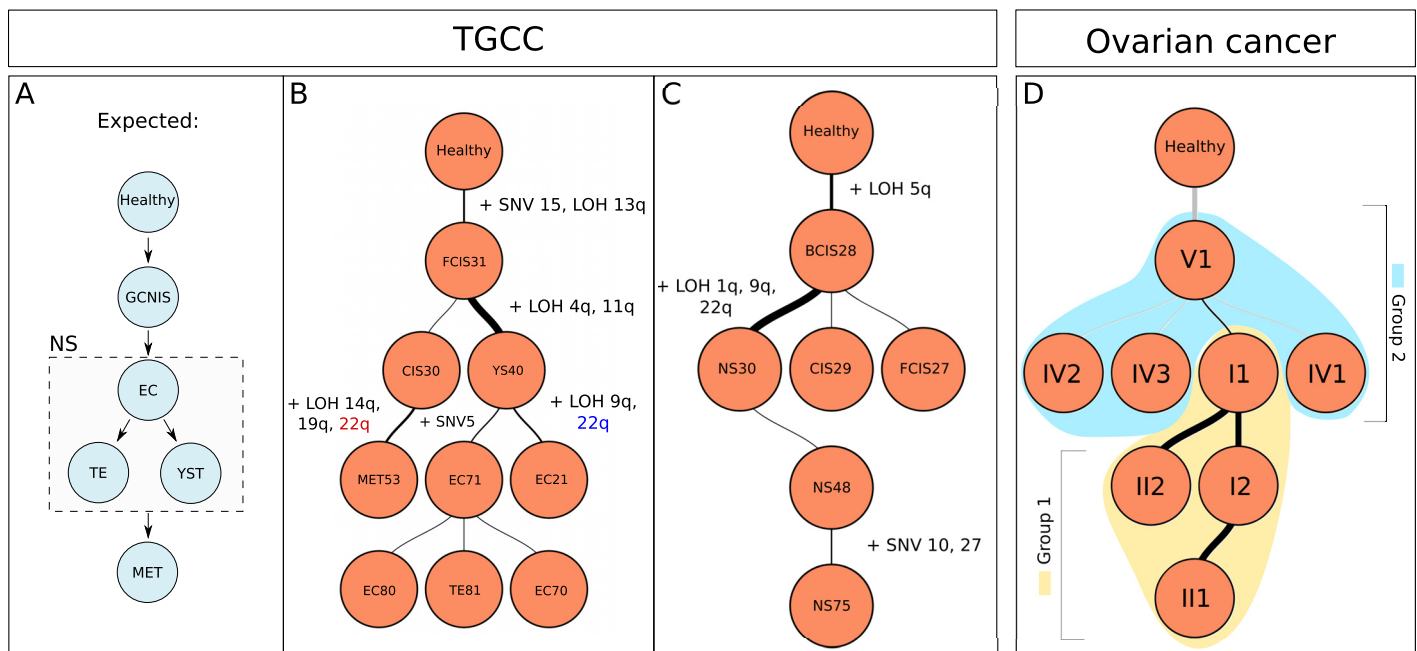 TGCC
Ovarian cancer
A
Expected:
Healthy
GCNIS
NS
EC
TE
YST
MET
B
Healthy
+ SNV 15, LOH 13q
FCIS31
+ LOH 4q, 11q
CIS30
YS40
+ LOH 14q,
19q, 22q
+ SNV5
+ LOH 9q,
22q
MET53
EC71
EC21
EC80
TE81
EC70
C
Healthy
+ LOH 5q
BCIS28
+ LOH 1q, 9q,
22q
NS30
CIS29
FCIS27
NS48
+ SNV 10, 27
NS75
D
Healthy
V1
IV2
IV3
I1
IV1
Group 2
II2
I2
Group 1
II1